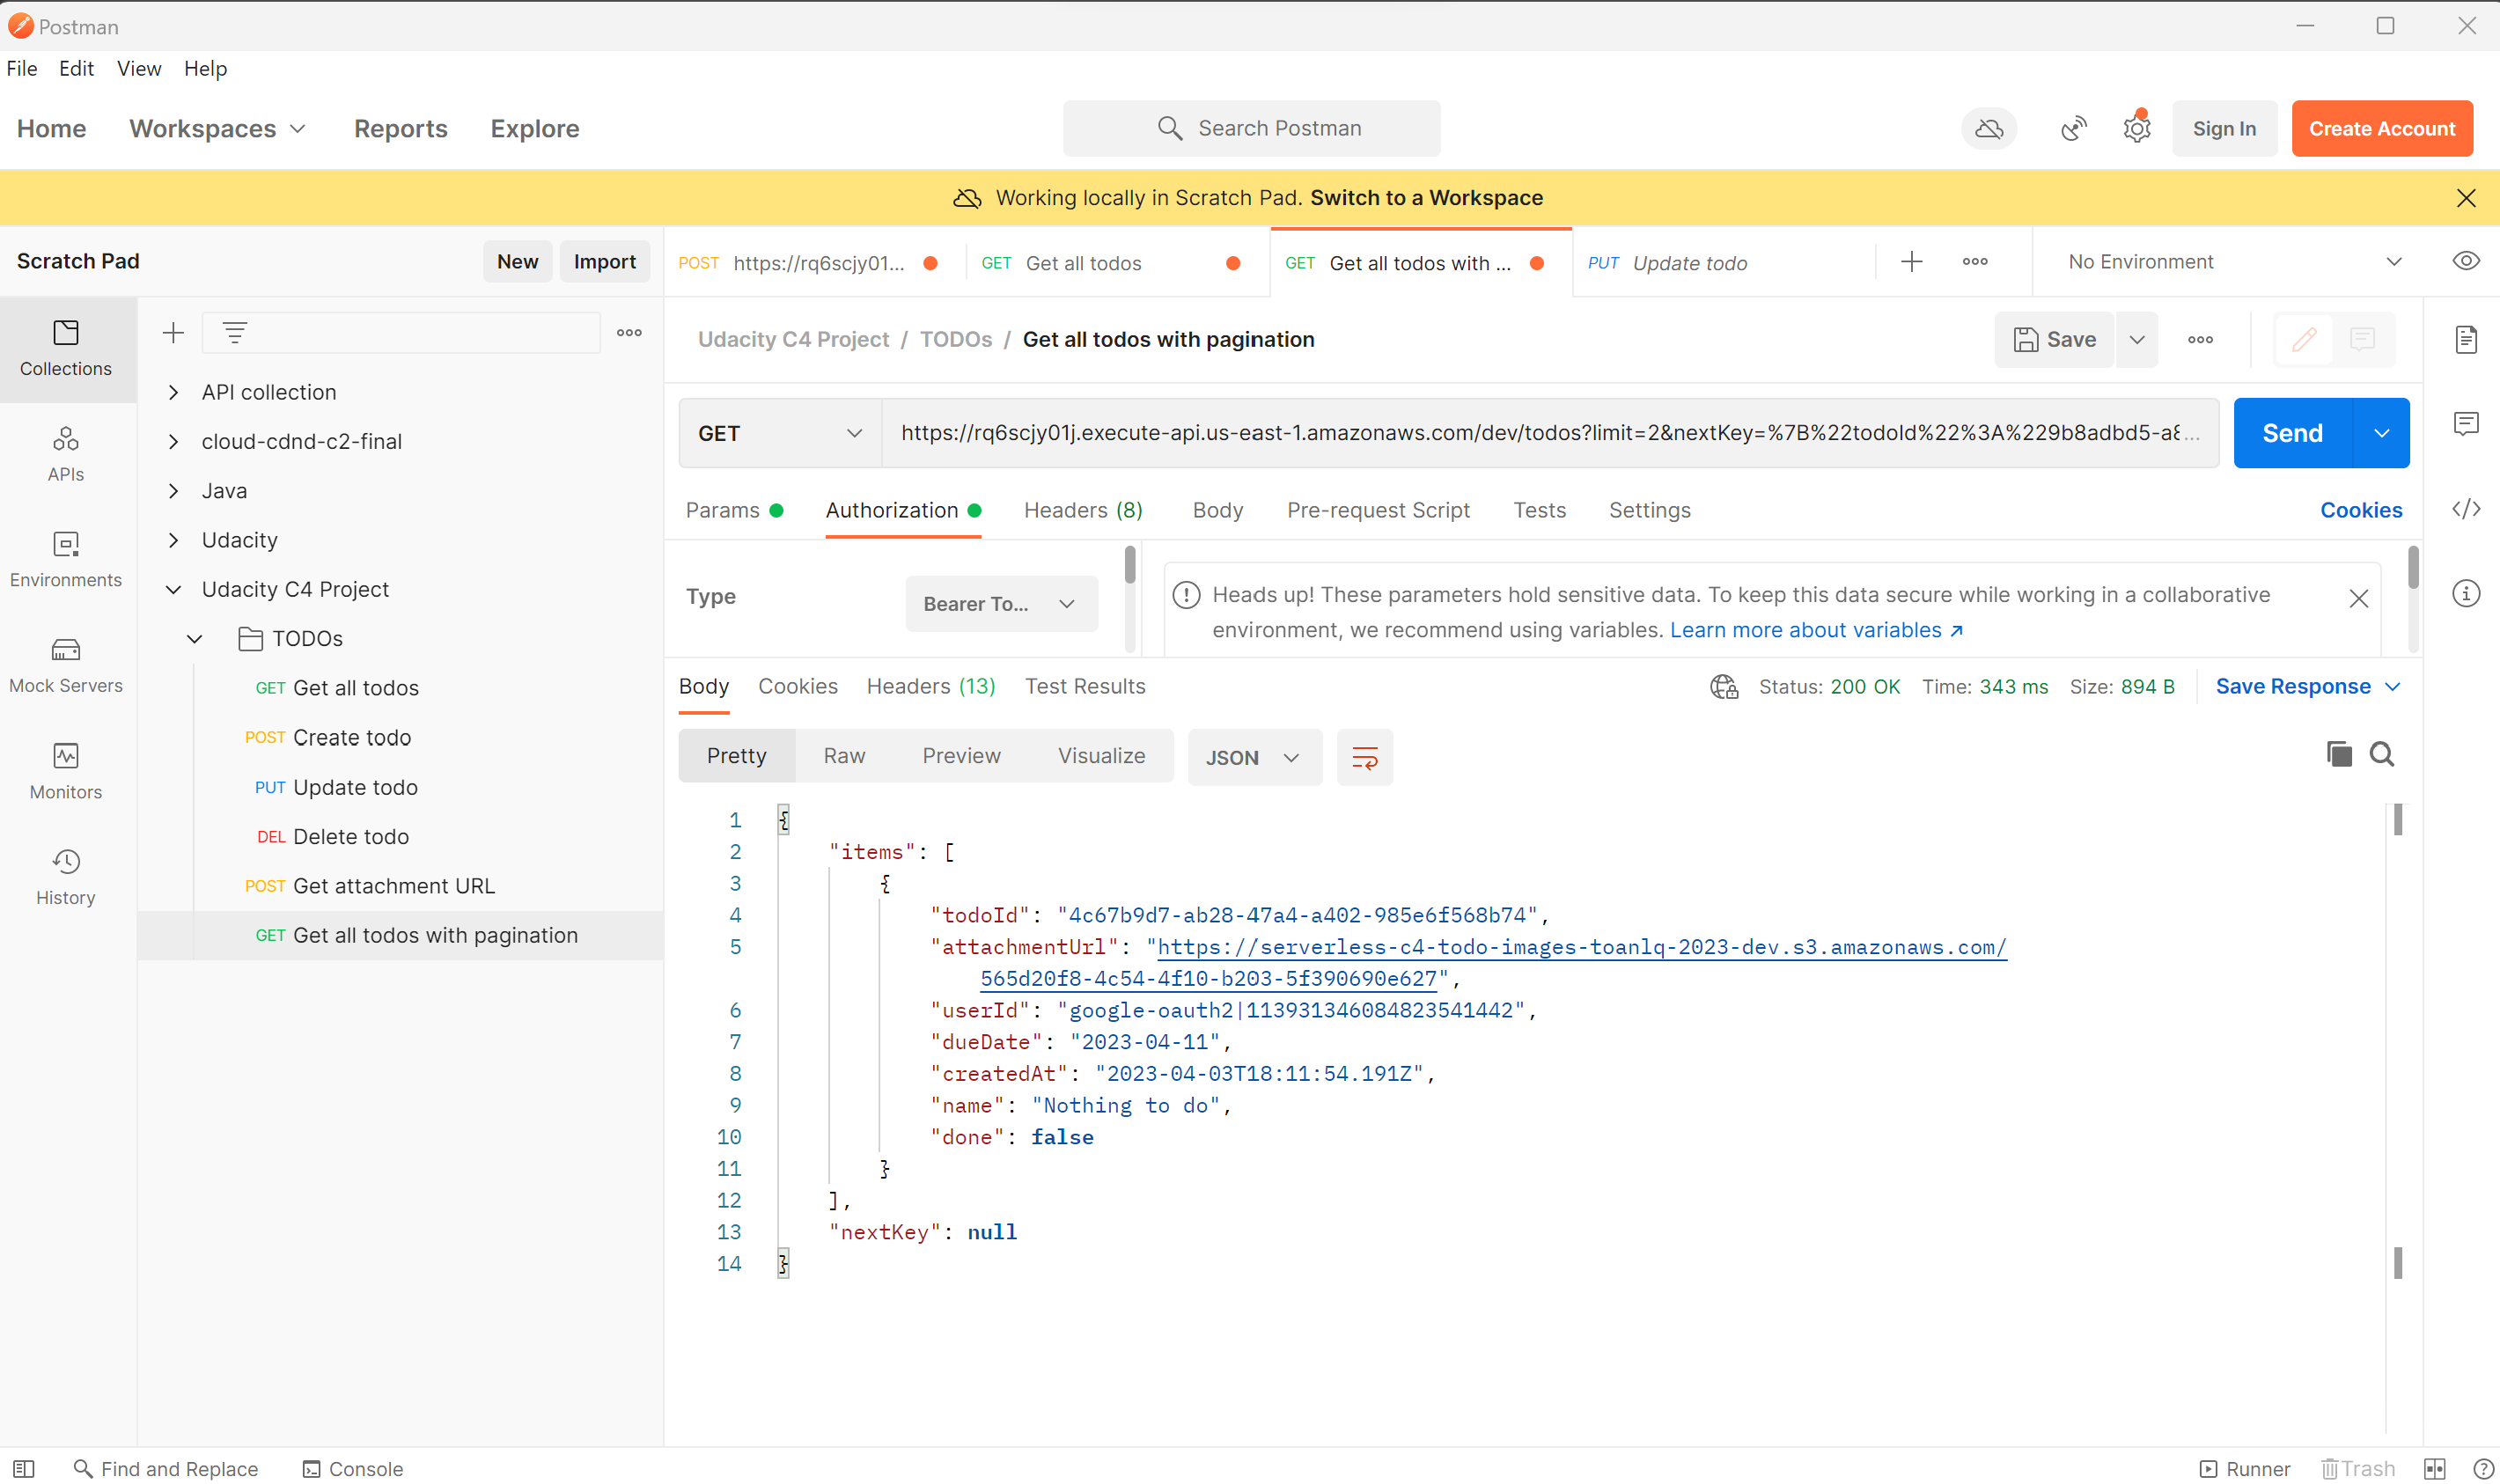 Postman
File Edit View Help
Home Workspaces Reports Explore Search Postman Sign In Create Account
Working locally in Scratch Pad. Switch to a Workspace
Scratch Pad New Import
POST https://rq6scjy01... GET Get all todos GET Get all todos with ... PUT Update todo No Environment
Collections
APIs
Environments
Mock Servers
Monitors
History
API collection
cloud-cdnd-c2-final
Java
Udacity
Udacity C4 Project
TODOs
GET Get all todos
POST Create todo
PUT Update todo
DEL Delete todo
POST Get attachment URL
GET Get all todos with pagination
Udacity C4 Project / TODOs / Get all todos with pagination Save
GET https://rq6scjy01j.execute-api.us-east-1.amazonaws.com/dev/todos?limit=2&nextKey=%7B%22todoId%22%3A%229b8adbd5-a8... Send
Params Authorization Headers (8) Body Pre-request Script Tests Settings Cookies
Type Bearer To...
Heads up! These parameters hold sensitive data. To keep this data secure while working in a collaborative
environment, we recommend using variables. Learn more about variables ↗
Body Cookies Headers (13) Test Results Status: 200 OK Time: 343 ms Size: 894 B Save Response
Pretty Raw Preview Visualize JSON
1 {
2 "items": [
3 {
4 "todoId": "4c67b9d7-ab28-47a4-a402-985e6f568b74",
5 "attachmentUrl": "https://serverless-c4-todo-images-toanlq-2023-dev.s3.amazonaws.com/
565d20f8-4c54-4f10-b203-5f390690e627",
6 "userId": "google-oauth2|113931346084823541442",
7 "dueDate": "2023-04-11",
8 "createdAt": "2023-04-03T18:11:54.191Z",
9 "name": "Nothing to do",
10 "done": false
11 }
12 ],
13 "nextKey": null
14 }
Find and Replace Console Runner Trash